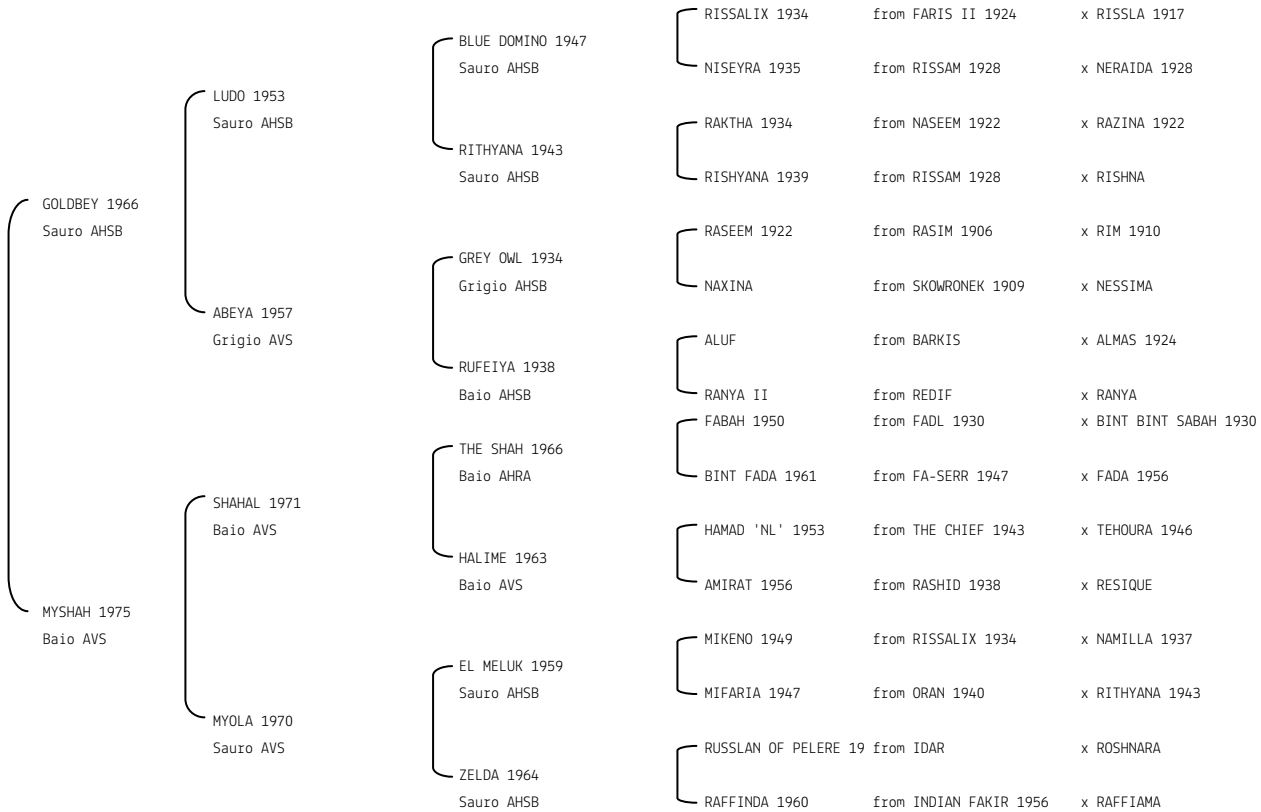 RISSALIX 1934 from FARIS II 1924 x RISSLA 1917
BLUE DOMINO 1947
Sauro AHSB NISEYRA 1935 from RISSAM 1928 x NERAIDA 1928
LUDO 1953
Sauro AHSB RAKTHA 1934 from NASEEM 1922 x RAZINA 1922
RITHYANA 1943
Sauro AHSB RISHYANA 1939 from RISSAM 1928 x RISHNA
GOLDBEY 1966
Sauro AHSB RASEEM 1922 from RASIM 1906 x RIM 1910
GREY OWL 1934
Grigio AHSB NAXINA from SKOWRONEK 1909 x NESSIMA
ABEYA 1957
Grigio AVS ALUF from BARKIS x ALMAS 1924
RUFEIYA 1938
Baio AHSB RANYA II from REDIF x RANYA
FABAH 1950 from FADL 1930 x BINT BINT SABAH 1930
THE SHAH 1966
Baio AHRA BINT FADA 1961 from FA-SERR 1947 x FADA 1956
SHAHAL 1971
Baio AVS HAMAD 'NL' 1953 from THE CHIEF 1943 x TEHOURA 1946
HALIME 1963
Baio AVS AMIRAT 1956 from RASHID 1938 x RESIQUE
MYSHAH 1975
Baio AVS MIKENO 1949 from RISSALIX 1934 x NAMILLA 1937
EL MELUK 1959
Sauro AHSB MIFARIA 1947 from ORAN 1940 x RITHYANA 1943
MYOLA 1970
Sauro AVS RUSSLAN OF PELERE 19 from IDAR x ROSHNARA
ZELDA 1964
Sauro AHSB RAFFINDA 1960 from INDIAN FAKIR 1956 x RAFFIAMA